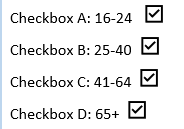 Checkbox A: 16-24 ☑
Checkbox B: 25-40 ☑
Checkbox C: 41-64 ☑
Checkbox D: 65+ ☑